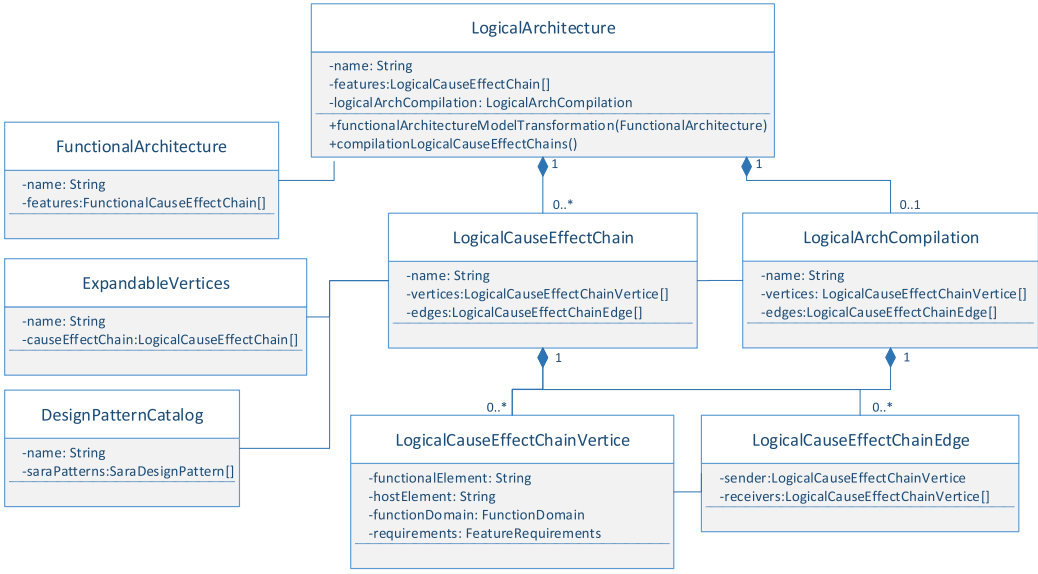 LogicalArchitecture
-name: String
-features:LogicalCauseEffectChain[]
-logicalArchCompilation: LogicalArchCompilation
+functionalArchitectureModelTransformation(FunctionalArchitecture)
+compilationLogicalCauseEffectChains()
1
1
FunctionalArchitecture
-name: String
-features:FunctionalCauseEffectChain[]
0..*
0..1
LogicalCauseEffectChain
-name: String
-vertices:LogicalCauseEffectChainVertice[]
-edges:LogicalCauseEffectChainEdge[]
LogicalArchCompilation
-name: String
-vertices: LogicalCauseEffectChainVertice[]
-edges:LogicalCauseEffectChainEdge[]
ExpandableVertices
-name: String
-causeEffectChain:LogicalCauseEffectChain[]
1
1
DesignPatternCatalog
-name: String
-saraPatterns:SaraDesignPattern[]
0..*
0..*
LogicalCauseEffectChainVertice
-functionalElement: String
-hostElement: String
-functionDomain: FunctionDomain
-requirements: FeatureRequirements
LogicalCauseEffectChainEdge
-sender:LogicalCauseEffectChainVertice
-receivers:LogicalCauseEffectChainVertice[]